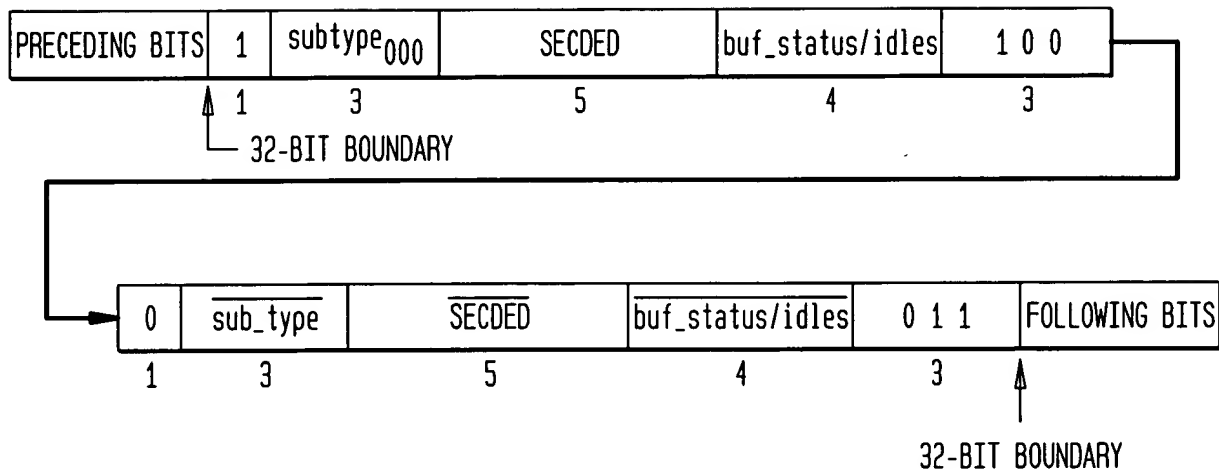 PRECEDING BITS 1 subtype000 SECDED buf_status/idles 1 0 0
1 3 5 4 3
32-BIT BOUNDARY
0 sub_type SECDED buf_status/idles 0 1 1 FOLLOWING BITS
1 3 5 4 3
32-BIT BOUNDARY